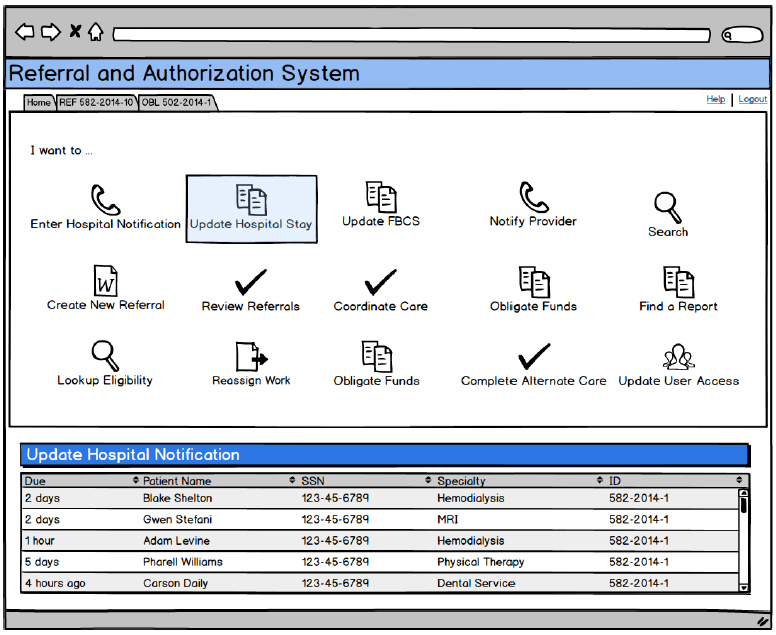 Referral and Authorization System
Home REF 582-2014-10 OBL 502-2014-1 Help Logout
I want to ...
Enter Hospital Notification Update Hospital Stay Update FBCS Notify Provider Search
W
Create New Referral Review Referrals Coordinate Care Obligate Funds Find a Report
Lookup Eligibility Reassign Work Obligate Funds Complete Alternate Care Update User Access
Update Hospital Notification
Due Patient Name SSN Specialty ID
2 days Blake Shelton 123-45-6789 Hemodialysis 582-2014-1
2 days Gwen Stefani 123-45-6789 MRI 582-2014-1
1 hour Adam Levine 123-45-6789 Hemodialysis 582-2014-1
5 days Pharell Williams 123-45-6789 Physical Therapy 582-2014-1
4 hours ago Carson Daily 123-45-6789 Dental Service 582-2014-1